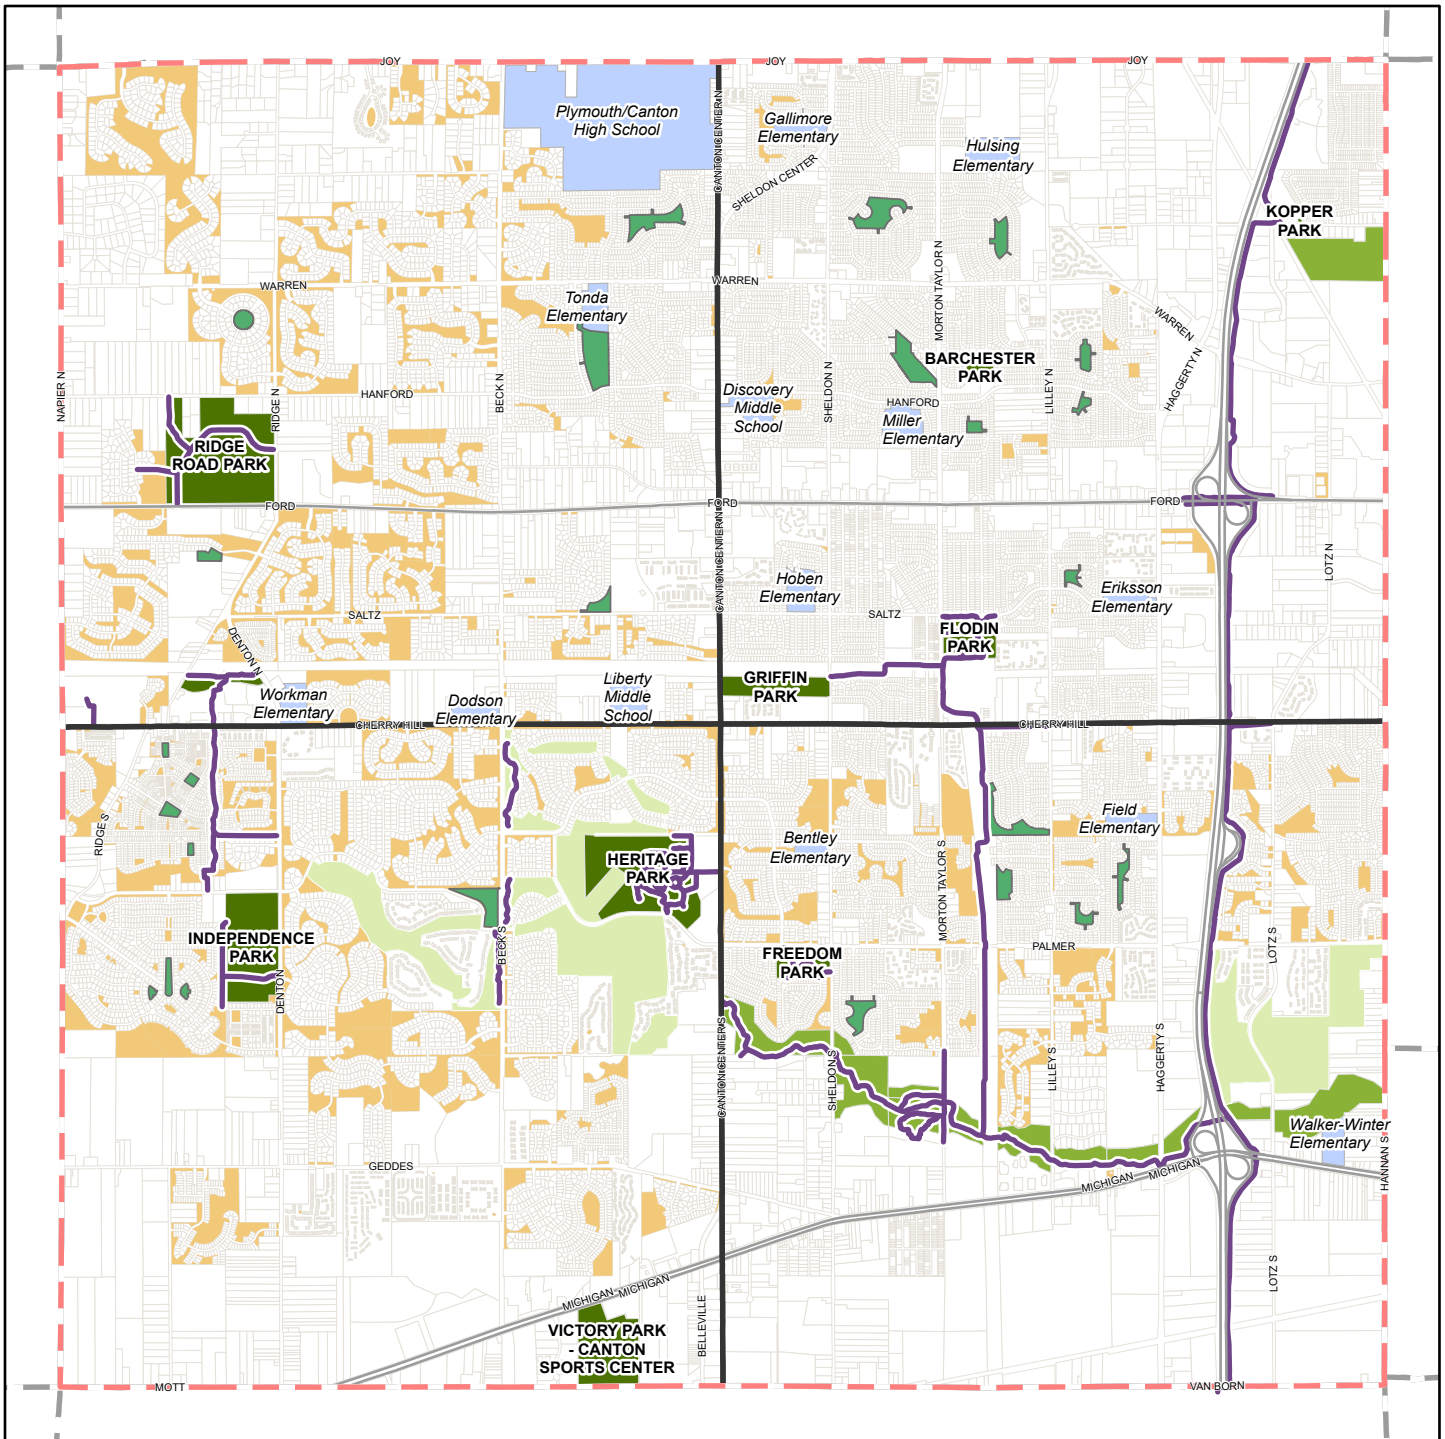 JOY
JOY
JOY
Plymouth/Canton
High School
Gallimore
Elementary
Hulsing
Elementary
CANTON CENTER N
SHELDON CENTER
KOPPER
PARK
MORTON TAYLOR N
WARREN
WARREN
WARREN
Tonda
Elementary
BARCHESTER
PARK
NAPIER N
RIDGE N
HANFORD
BECK N
Discovery
Middle
School
SHELDON N
HANFORD
Miller
Elementary
LILLEY N
HAGGERTY N
RIDGE
ROAD PARK
FORD
FORD
FORD
CANTON CENTER N
LOTZ N
Hoben
Elementary
Eriksson
Elementary
SALTZ
SALTZ
DENTON N
FLODIN
PARK
GRIFFIN
PARK
Workman
Elementary
Dodson
Elementary
Liberty
Middle
School
CHERRY HILL
CHERRY HILL
RIDGE S
Field
Elementary
Bentley
Elementary
HERITAGE
PARK
MORTON TAYLOR S
INDEPENDENCE
PARK
BECK S
FREEDOM
PARK
PALMER
LOTZ S
DENTON
CANTON CENTER S
SHELDON S
LILLEY S
HAGGERTY S
Walker-Winter
Elementary
HANNAN S
GEDDES
MICHIGAN
MICHIGAN
LOTZ S
MICHIGAN
MICHIGAN
BELLEVILLE
VICTORY PARK
- CANTON
SPORTS CENTER
MOTT
VAN BORN